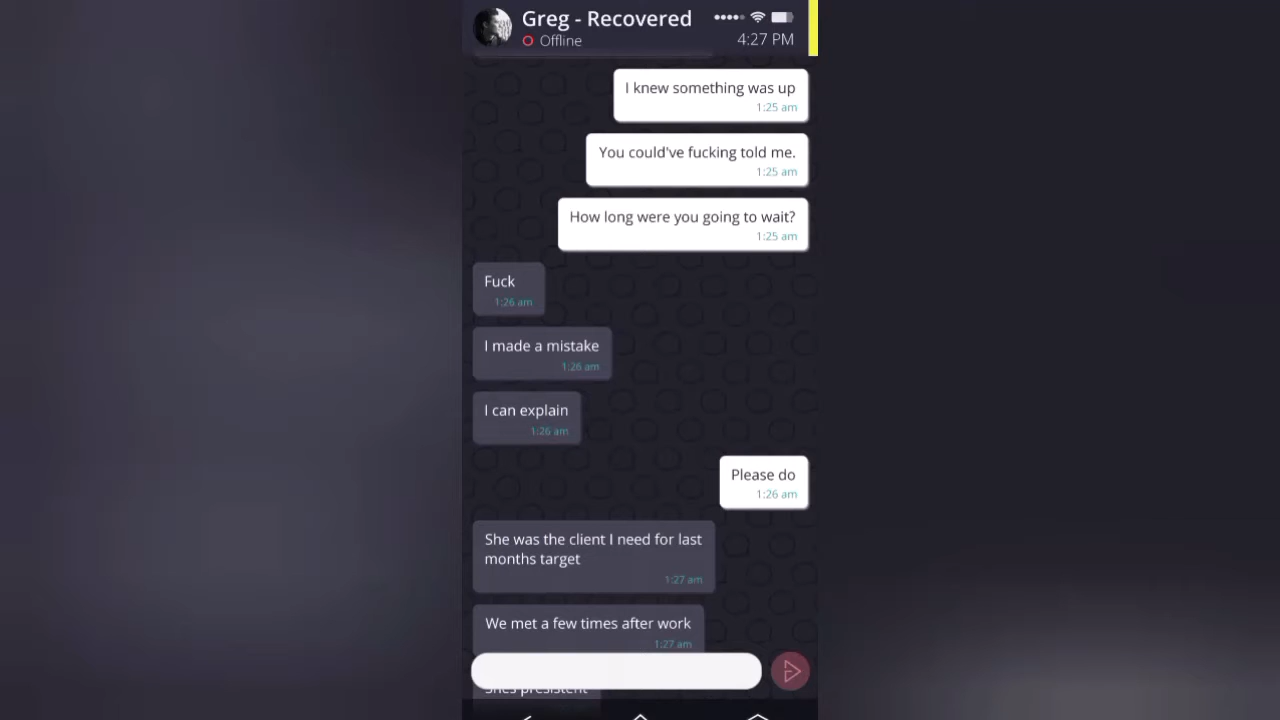 Greg - Recovered
Offline
4:27 PM
I knew something was up
1:25 am
You could've fucking told me.
1:25 am
How long were you going to wait?
1:25 am
Fuck
1:26 am
I made a mistake
1:26 am
I can explain
1:26 am
Please do
1:26 am
She was the client I need for last
months target
1:27 am
We met a few times after work
1:27 am
Shes presistent